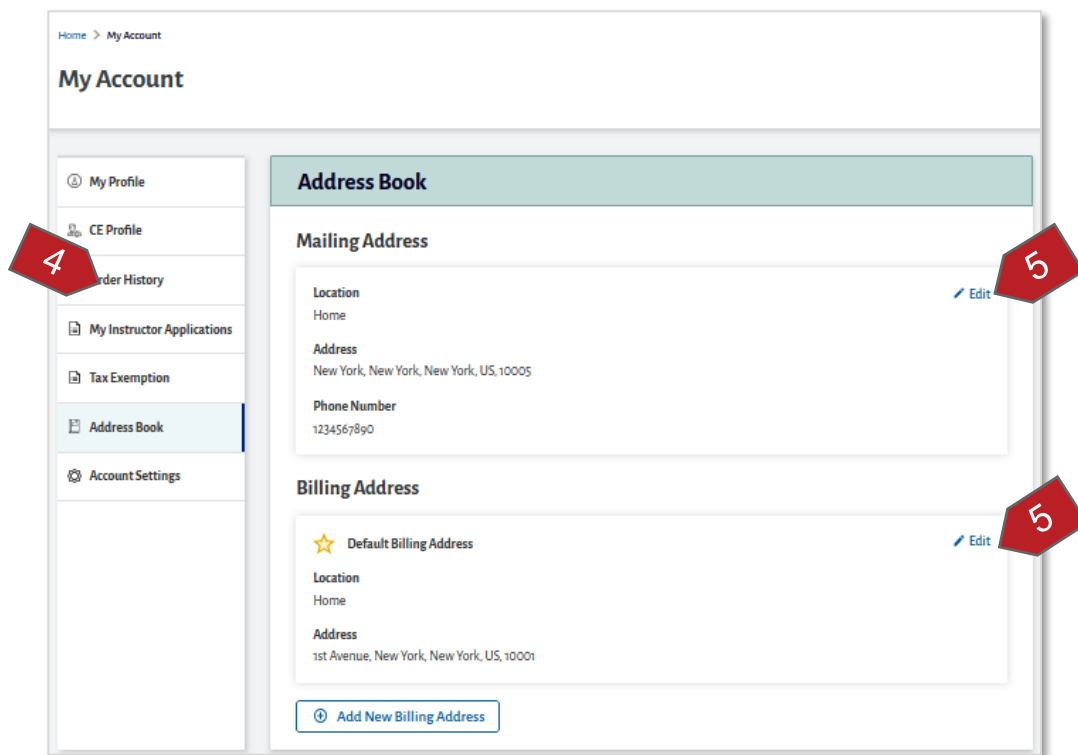 Home > My Account
My Account
My Profile
CE Profile
4
rder History
My Instructor Applications
Tax Exemption
Address Book
Account Settings
Address Book
Mailing Address
5
Location
Edit
Home
Address
New York, New York, New York, US, 10005
Phone Number
1234567890
Billing Address
5
Default Billing Address
Edit
Location
Home
Address
1st Avenue, New York, New York, US, 10001
Add New Billing Address